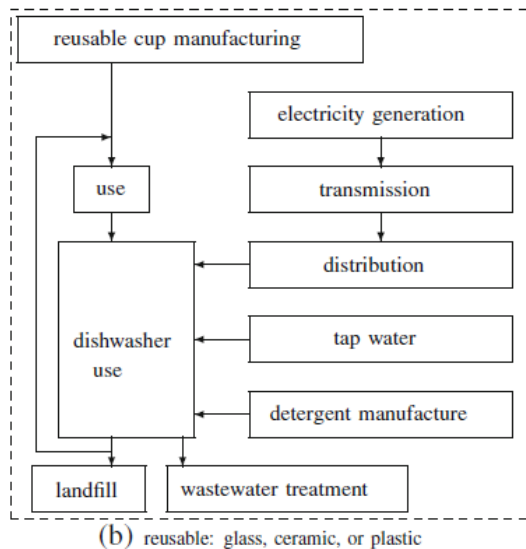 reusable cup manufacturing
electricity generation
use
transmission
distribution
dishwasher
use
tap water
detergent manufacture
landfill
wastewater treatment
(b) reusable: glass, ceramic, or plastic